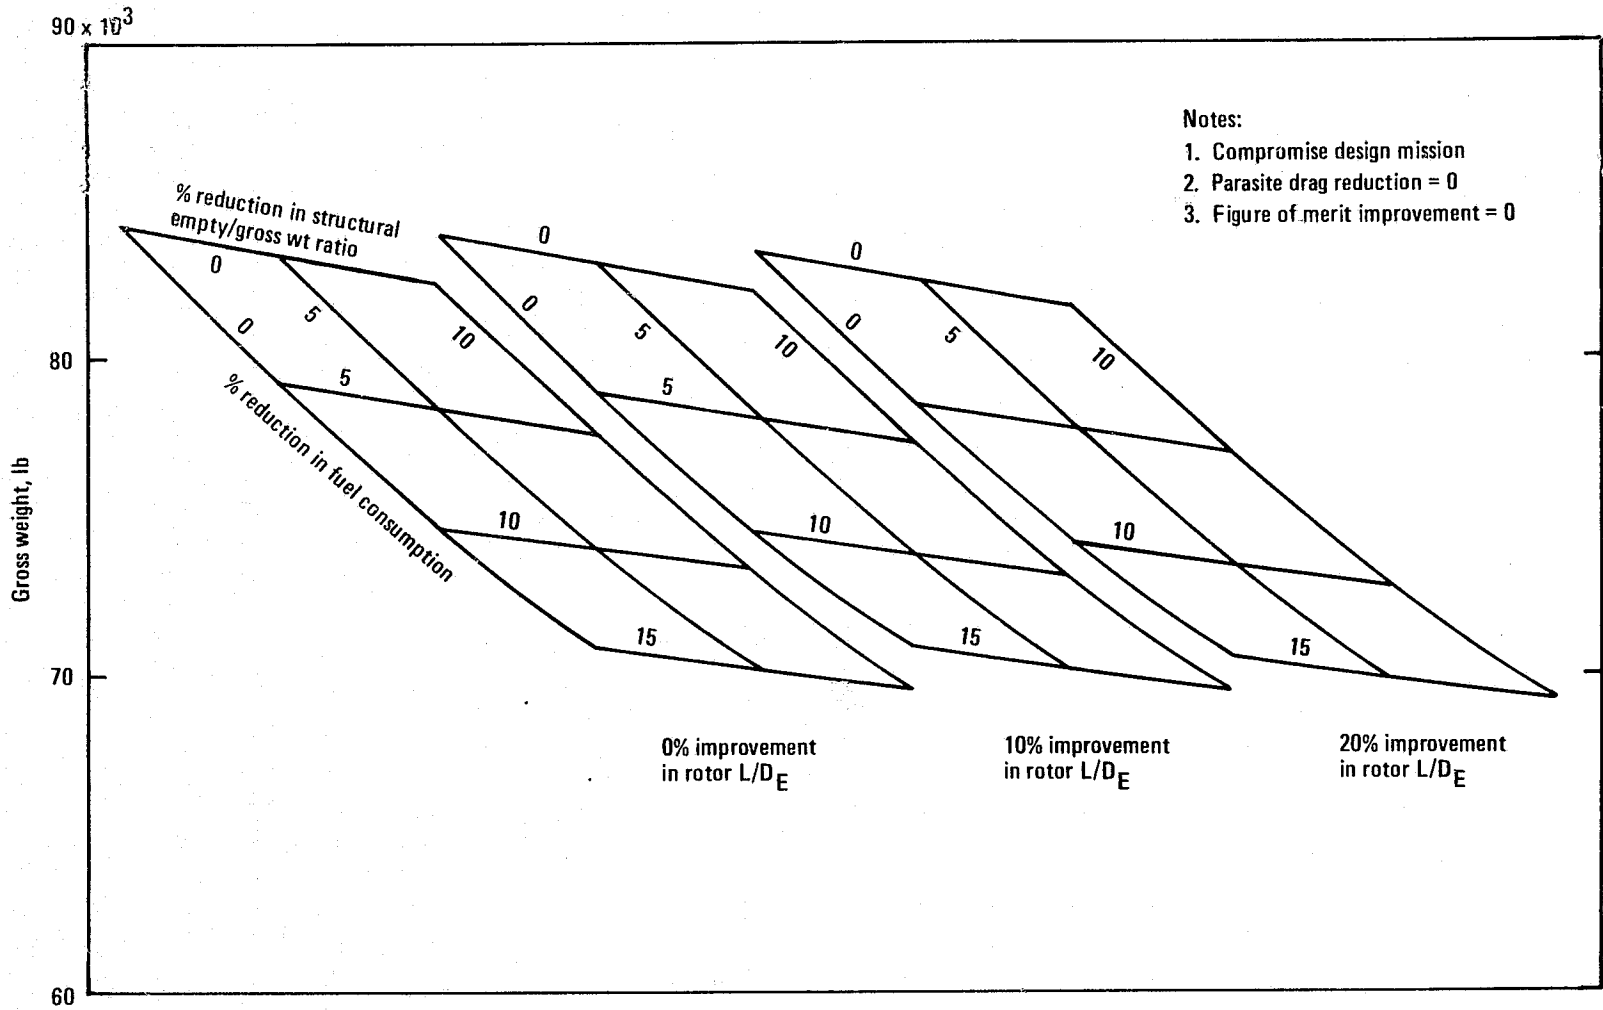 90 x 10³
Notes:
1. Compromise design mission
2. Parasite drag reduction = 0
3. Figure of merit improvement = 0
% reduction in structural
empty/gross wt ratio
0
0
0
0
0
0
5
5
5
10
10
10
80
5
5
% reduction in fuel consumption
Gross weight, lb
10
10
10
15
15
15
70
0% improvement
in rotor L/D_E
10% improvement
in rotor L/D_E
20% improvement
in rotor L/D_E
60